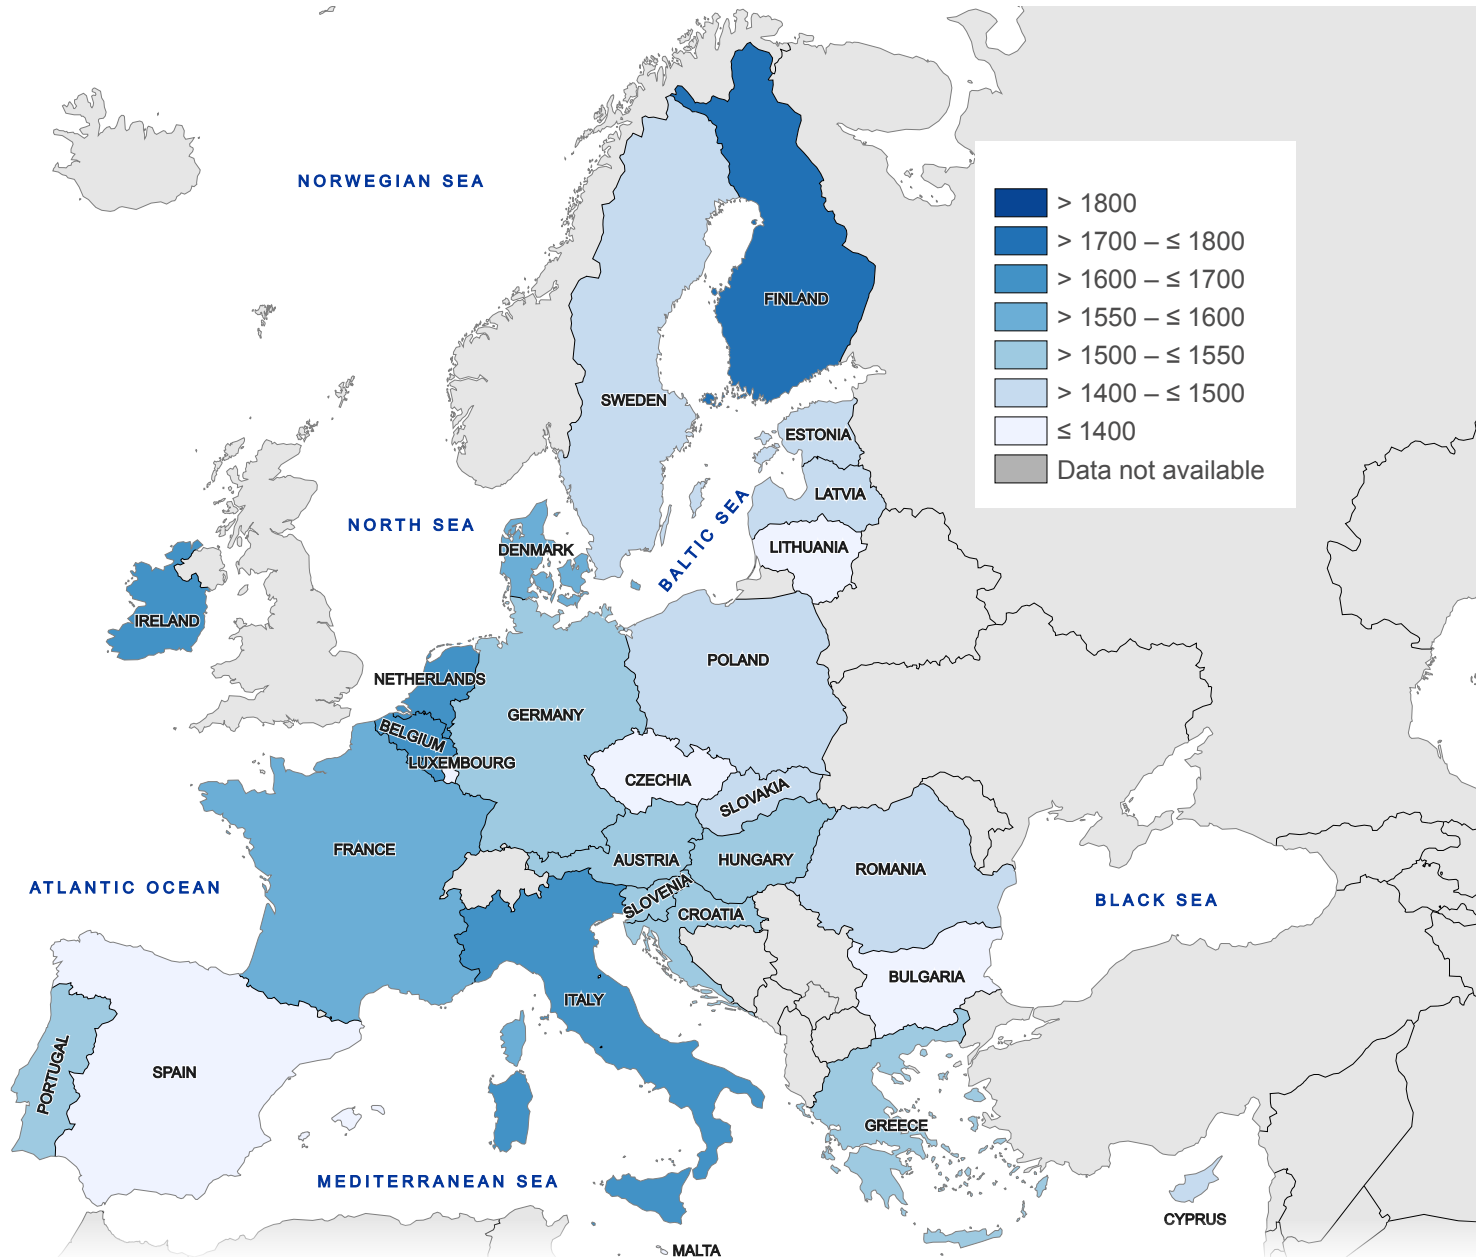 NORWEGIAN SEA
> 1800
> 1700 – ≤ 1800
> 1600 – ≤ 1700
> 1550 – ≤ 1600
> 1500 – ≤ 1550
> 1400 – ≤ 1500
≤ 1400
Data not available
FINLAND
SWEDEN
ESTONIA
LATVIA
NORTH SEA
BALTIC SEA
DENMARK
LITHUANIA
IRELAND
POLAND
NETHERLANDS
GERMANY
BELGIUM
LUXEMBOURG
CZECHIA
SLOVAKIA
FRANCE
AUSTRIA
HUNGARY
ROMANIA
ATLANTIC OCEAN
SLOVENIA
CROATIA
BLACK SEA
BULGARIA
ITALY
PORTUGAL
SPAIN
GREECE
MEDITERRANEAN SEA
CYPRUS
MALTA